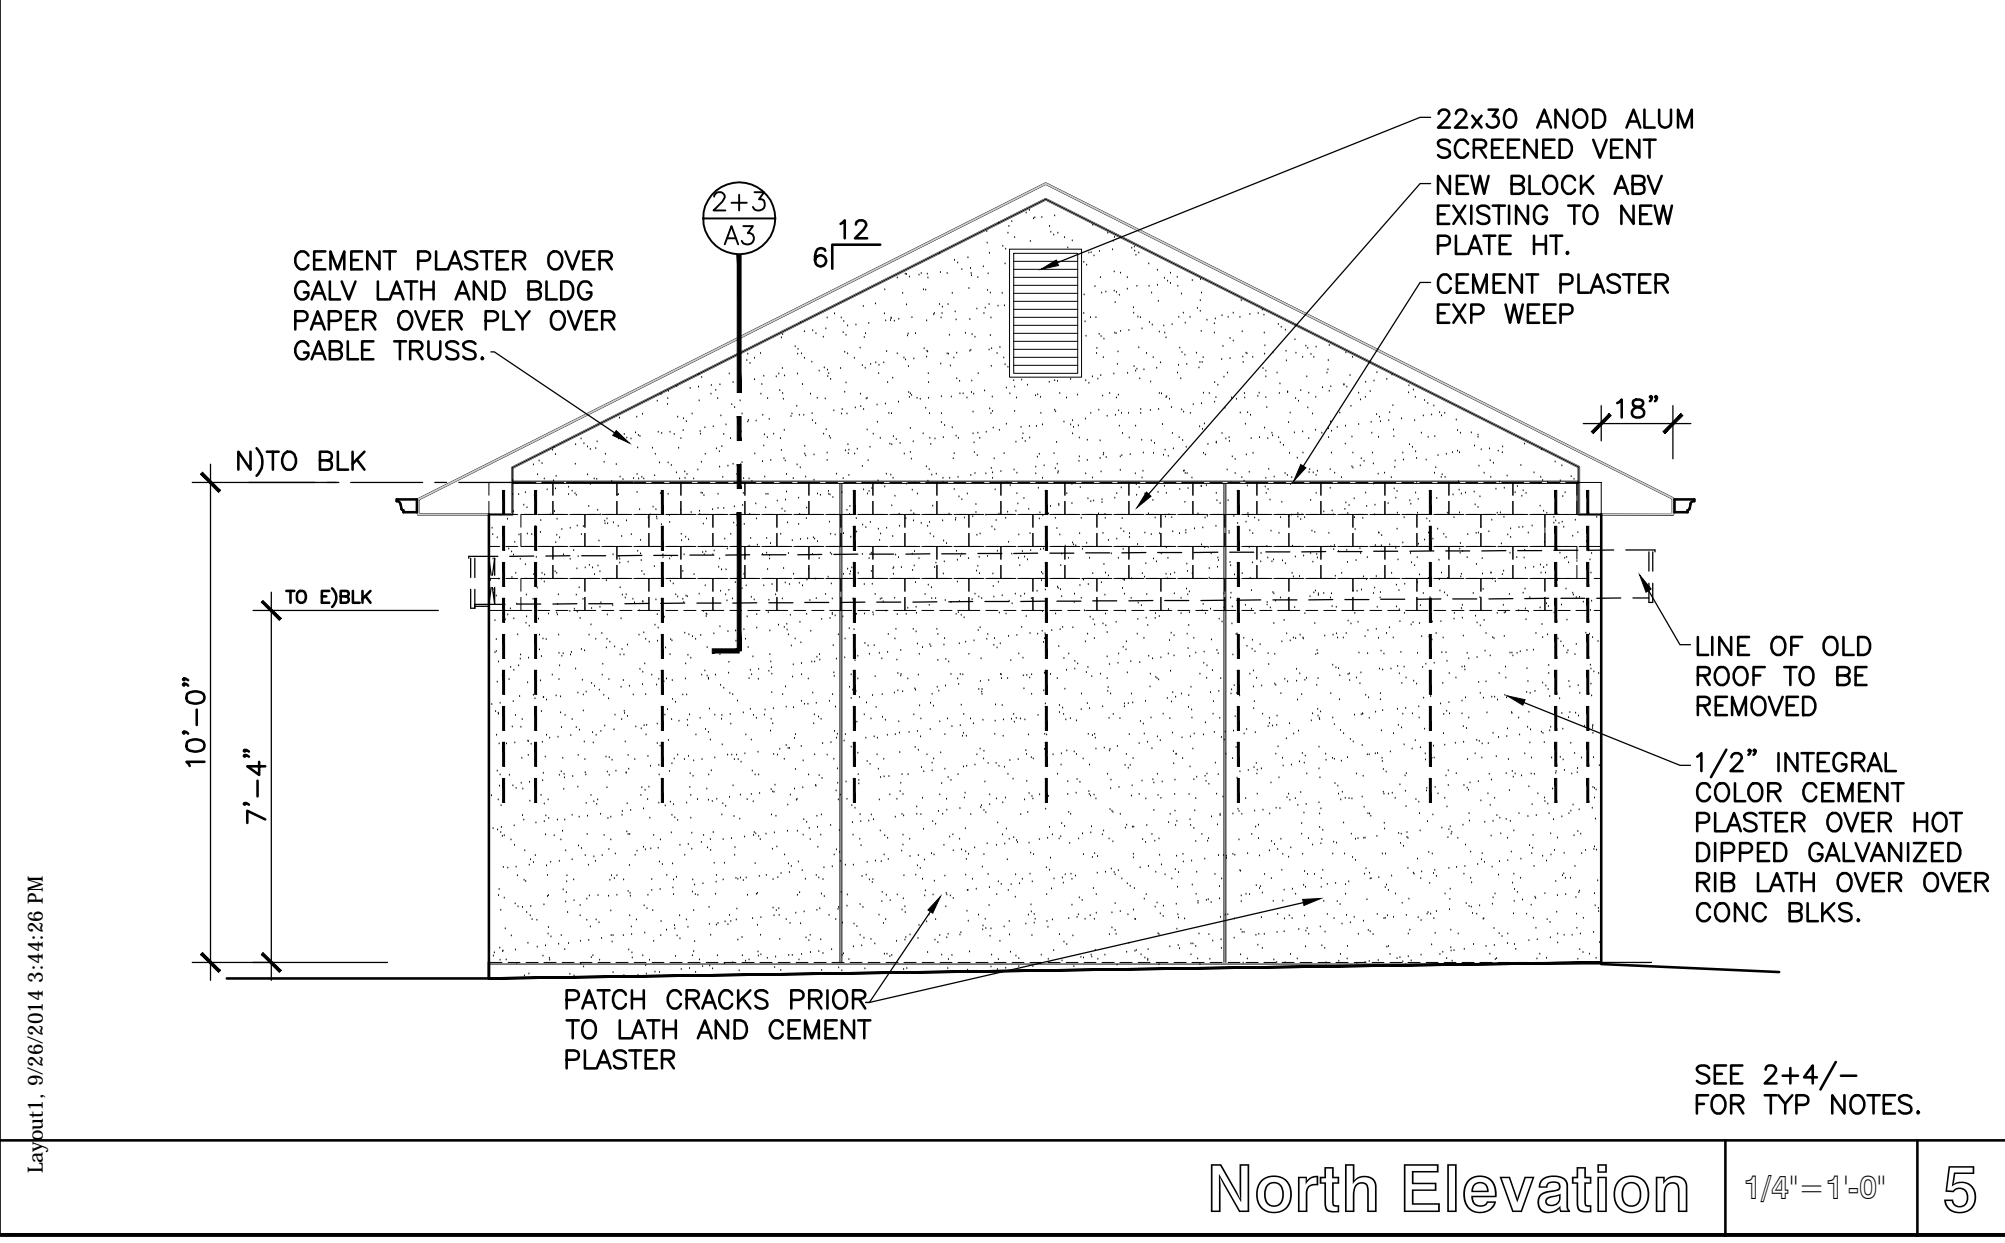 22x30 ANOD ALUM
SCREENED VENT
NEW BLOCK ABV
EXISTING TO NEW
PLATE HT.
CEMENT PLASTER
EXP WEEP
2+3
A3
12
6
CEMENT PLASTER OVER
GALV LATH AND BLDG
PAPER OVER PLY OVER
GABLE TRUSS.
18”
N)TO BLK
TO E)BLK
10’-0”
7’-4”
LINE OF OLD
ROOF TO BE
REMOVED
1/2” INTEGRAL
COLOR CEMENT
PLASTER OVER HOT
DIPPED GALVANIZED
RIB LATH OVER OVER
CONC BLKS.
PATCH CRACKS PRIOR
TO LATH AND CEMENT
PLASTER
SEE 2+4/-
FOR TYP NOTES.
Layout1, 9/26/2014 3:44:26 PM
North Elevation
1/4"=1'-0"
5